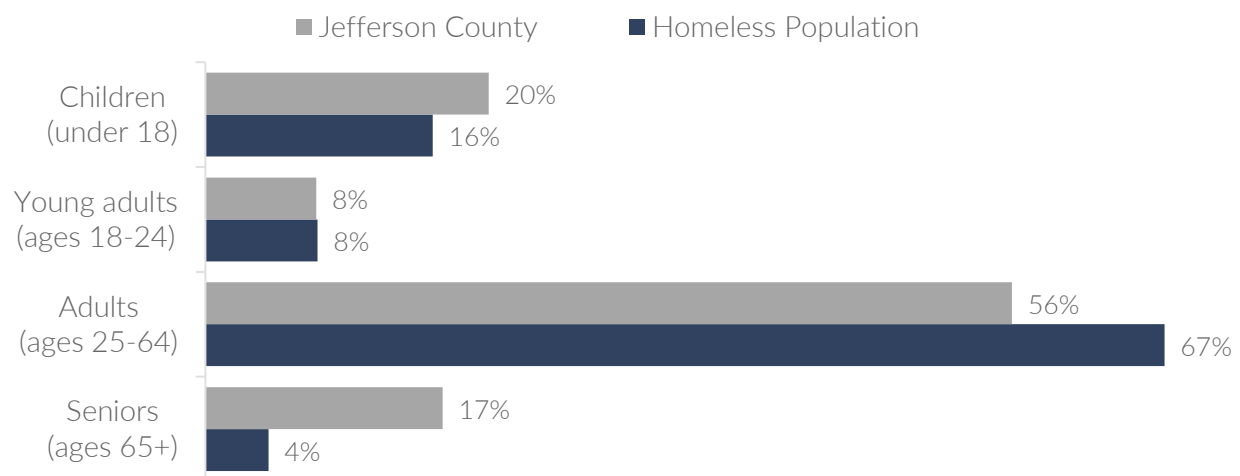 Jefferson County Homeless Population
Children
(under 18)
20%
16%
Young adults
(ages 18-24)
8%
8%
Adults
(ages 25-64)
56%
67%
Seniors
(ages 65+)
17%
4%